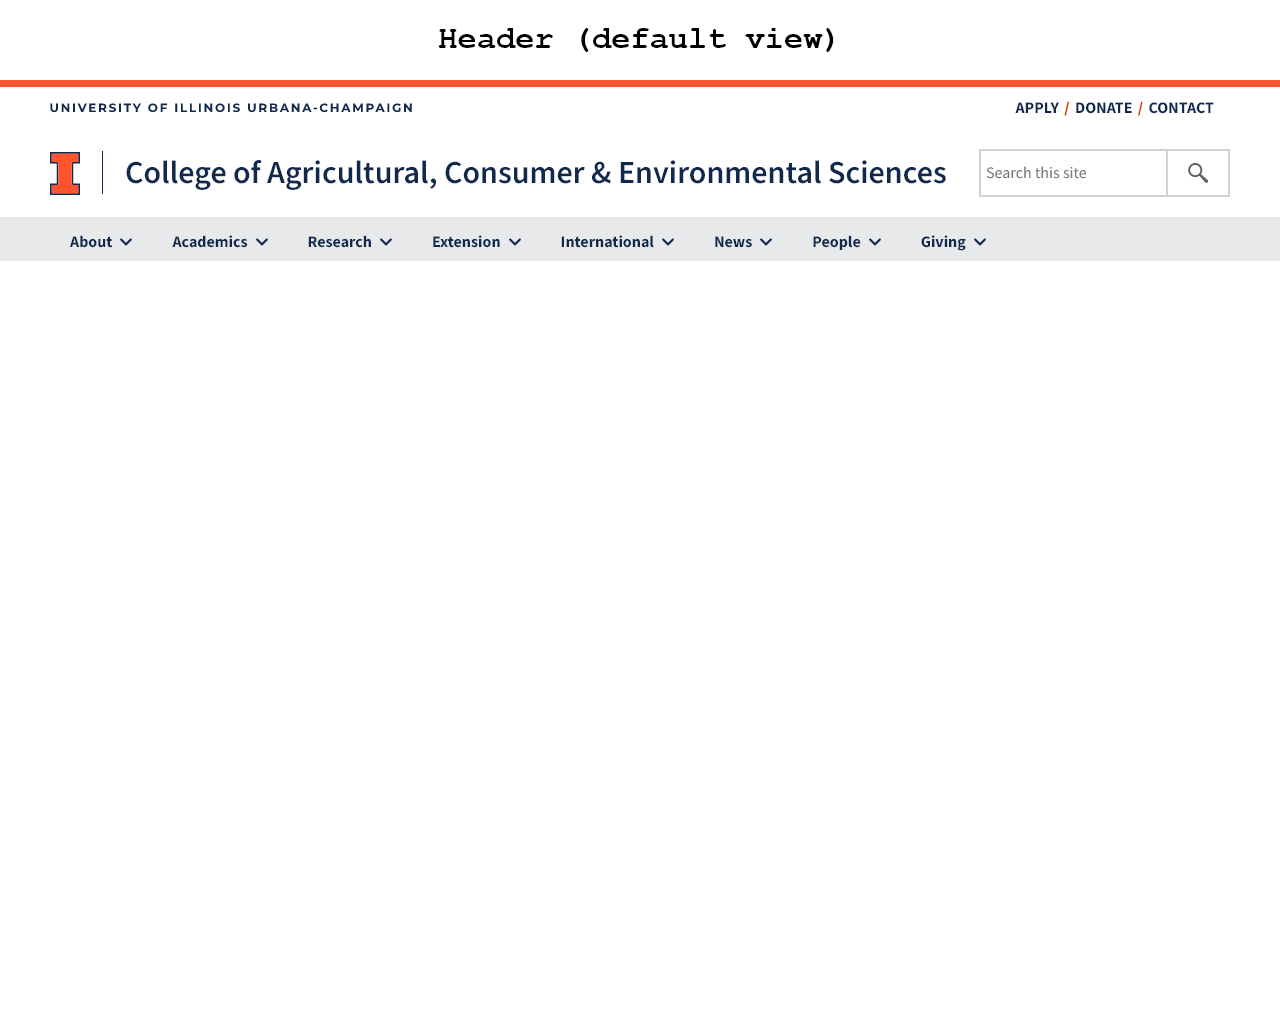 Header (default view)
UNIVERSITY OF ILLINOIS URBANA-CHAMPAIGN
APPLY / DONATE / CONTACT
College of Agricultural, Consumer & Environmental Sciences
Search this site
About Academics Research Extension International News People Giving